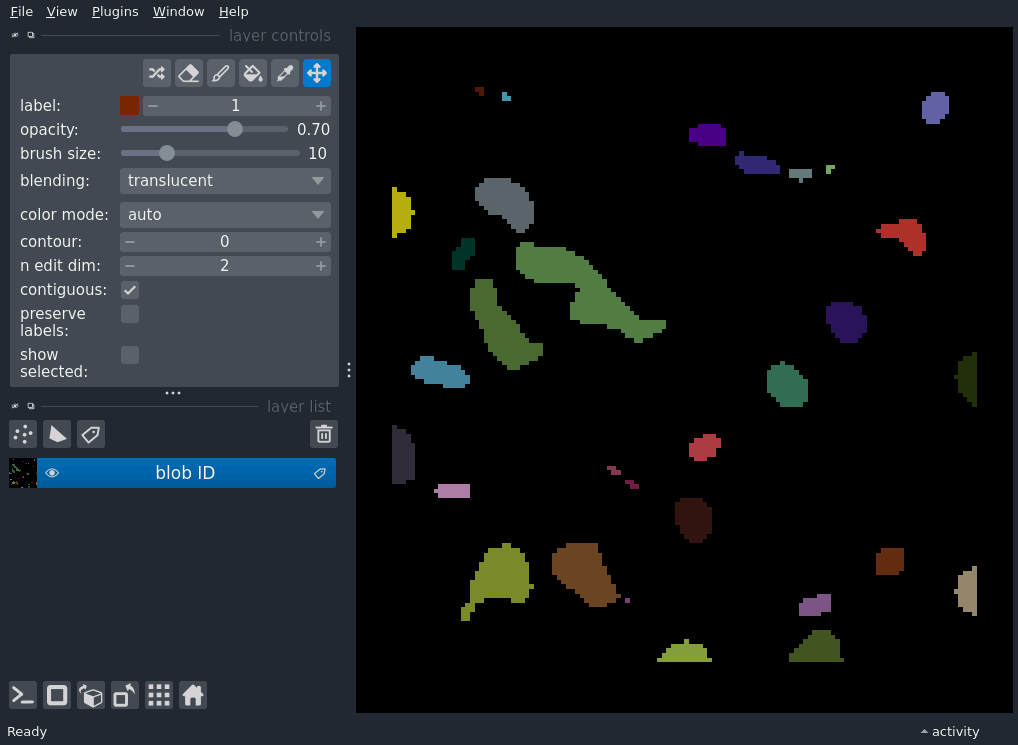 File View Plugins Window Help
layer controls
label: 1
opacity: 0.70
brush size: 10
blending: translucent
color mode: auto
contour: 0
n edit dim: 2
contiguous:
preserve
labels:
show
selected:
layer list
blob ID
Ready
activity